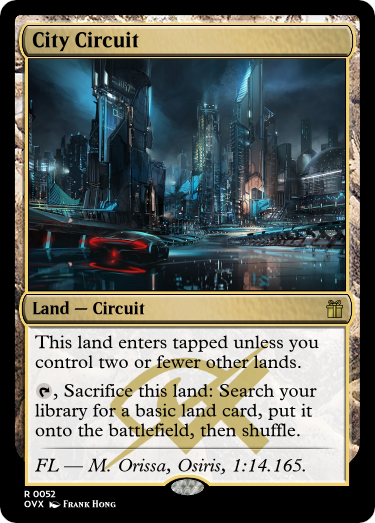 City Circuit
Land — Circuit
This land enters tapped unless you
control two or fewer other lands.
, Sacrifice this land: Search your
library for a basic land card, put it
onto the battlefield, then shuffle.
FL — M. Orissa, Osiris, 1:14.165.
R 0052
OVX Frank Hong